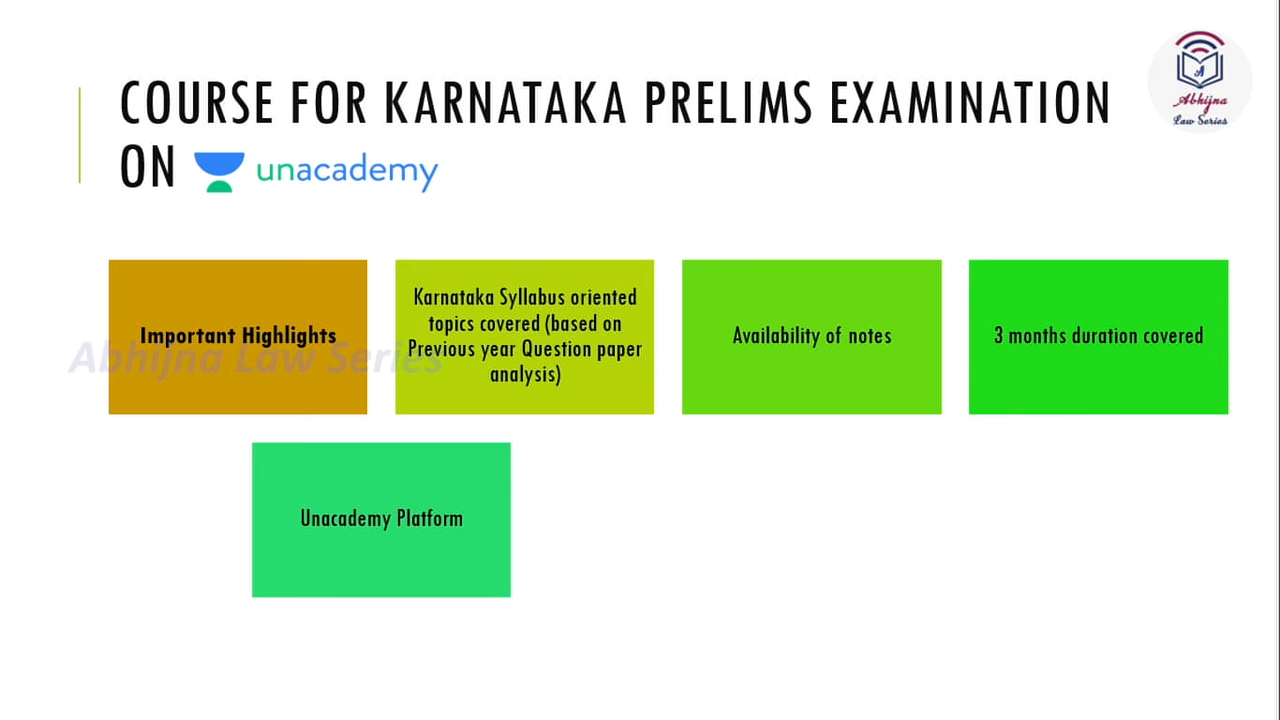 COURSE FOR KARNATAKA PRELIMS EXAMINATION
ON unacademy
A
Abhijna
Law Series
Important Highlights
Karnataka Syllabus oriented
topics covered (based on
Previous year Question paper
analysis)
Availability of notes
3 months duration covered
Abhijna Law Series
Unacademy Platform